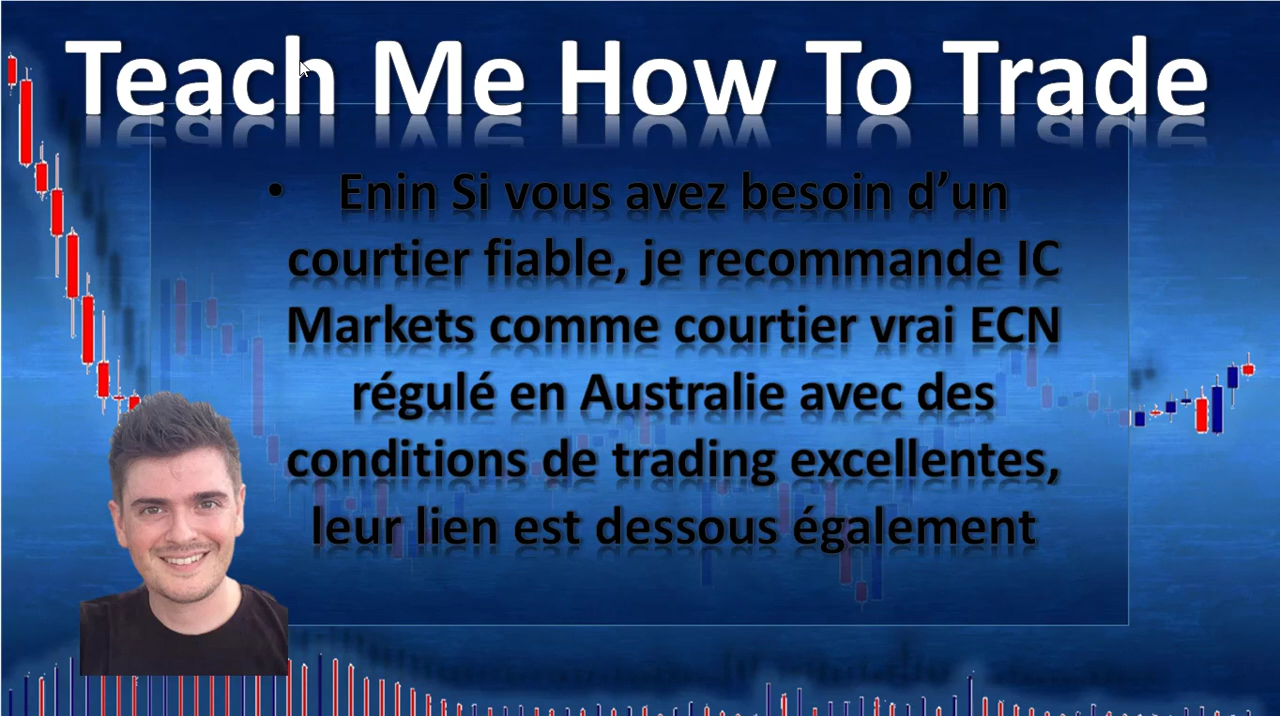 Teach Me How To Trade
• Enin Si vous avez besoin d’un
courtier fiable, je recommande IC
Markets comme courtier vrai ECN
régulé en Australie avec des
conditions de trading excellentes,
leur lien est dessous également